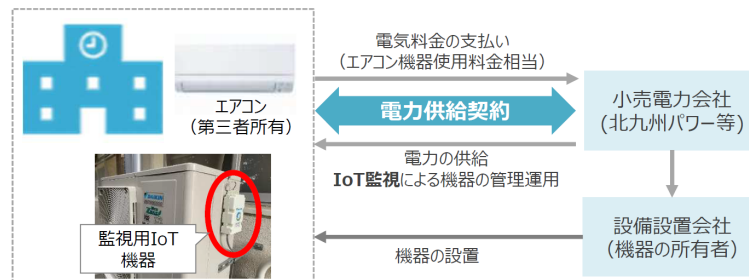 電気料金の支払い
（エアコン機器使用料金相当）
エアコン
（第三者所有）
電力供給契約
小売電力会社
(北九州パワー等)
電力の供給
IoT監視による機器の管理運用
DAIKIN
監視用IoT
機器
設備設置会社
（機器の所有者）
機器の設置